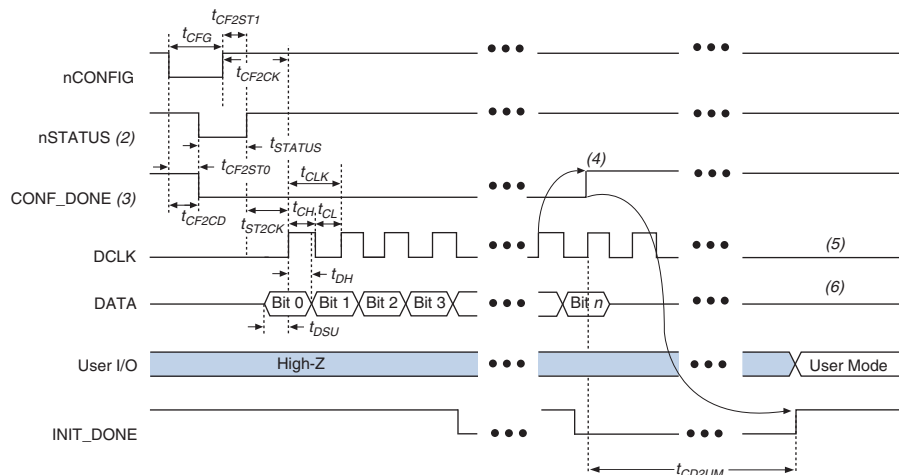 tCF2ST1
tCFG
tCF2CK
nCONFIG
nSTATUS (2)
tSTATUS
tCF2ST0
tCLK
(4)
CONF_DONE (3)
tCF2CD
tST2CK
tCH
tCL
DCLK
(5)
tDH
DATA
Bit 0
Bit 1
Bit 2
Bit 3
Bit n
(6)
tDSU
User I/O
High-Z
User Mode
INIT_DONE
tCD2UM